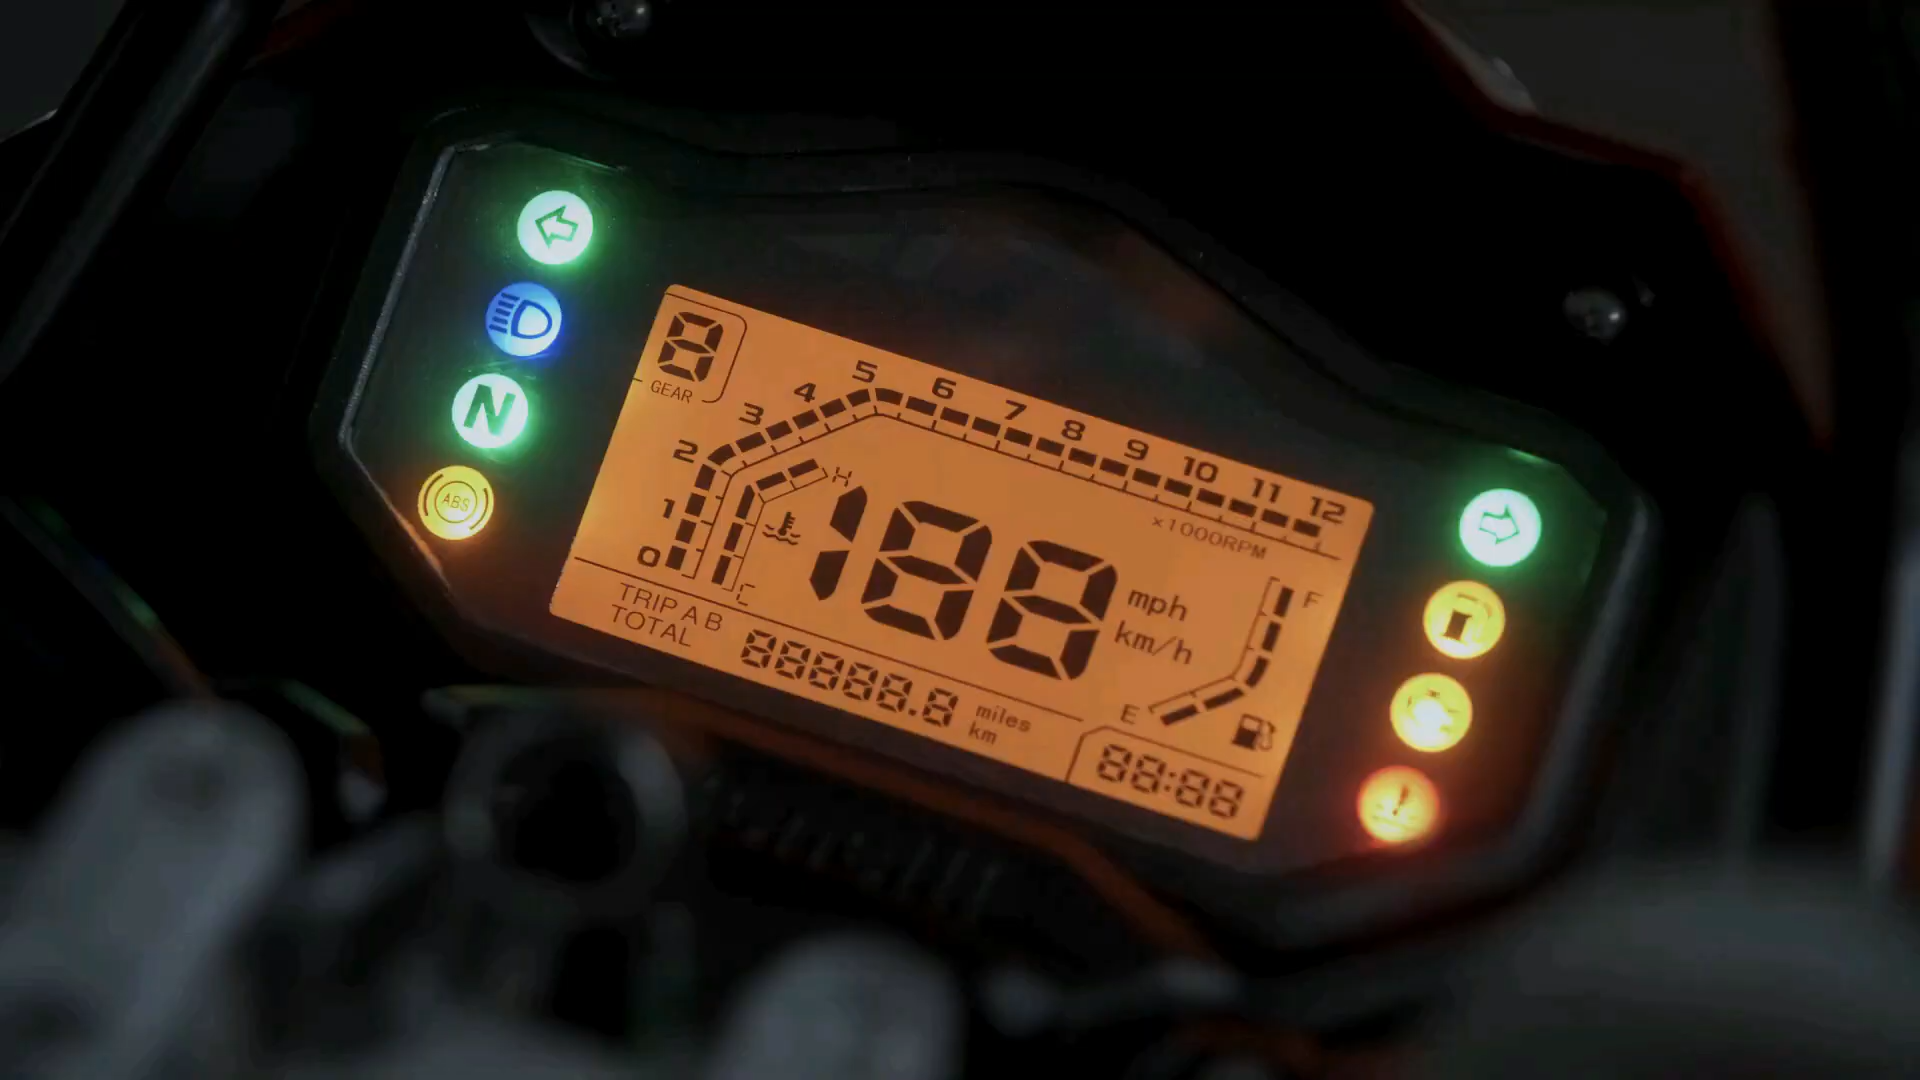 8
GEAR
0 1 2 3 4 5 6 7 8 9 10 11 12
x1000RPM
H
C
188
mph
km/h
F
E
TRIP A B
TOTAL
88888.8
miles
km
88:88
N
ABS